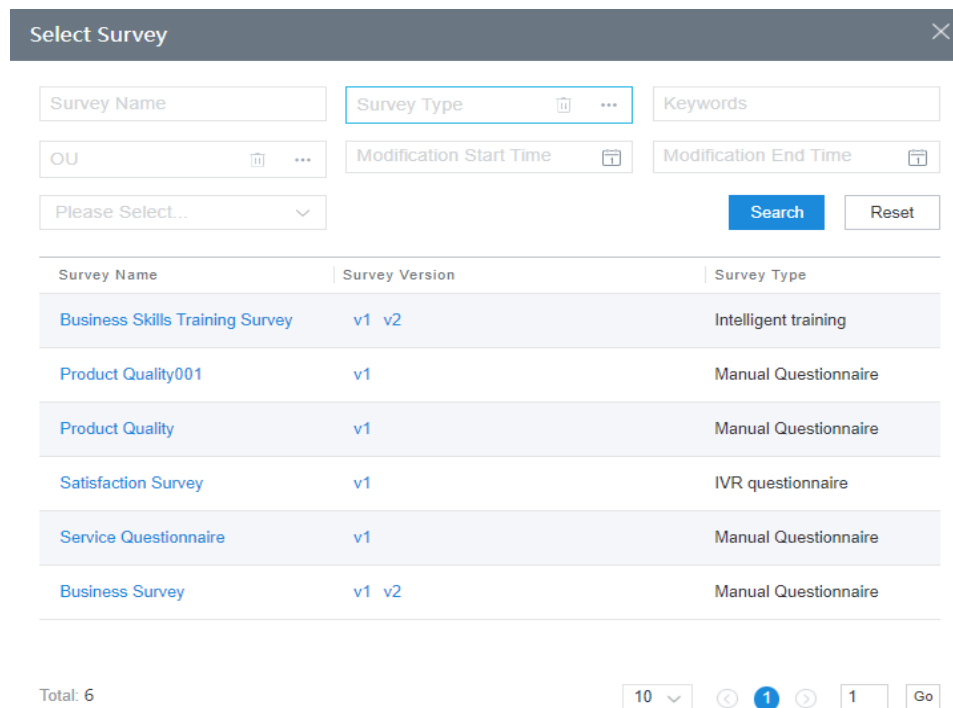 Select Survey
Survey Name Survey Type Keywords
OU Modification Start Time Modification End Time
Please Select... Search Reset
Survey Name Survey Version Survey Type
Business Skills Training Survey v1 v2 Intelligent training
Product Quality001 v1 Manual Questionnaire
Product Quality v1 Manual Questionnaire
Satisfaction Survey v1 IVR questionnaire
Service Questionnaire v1 Manual Questionnaire
Business Survey v1 v2 Manual Questionnaire
Total: 6 10 1 1 Go